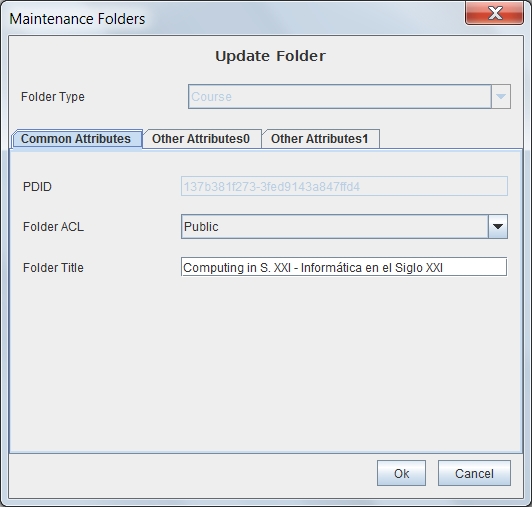 Maintenance Folders
Update Folder
Folder Type Course
Common Attributes Other Attributes0 Other Attributes1
PDID 137b381f273-3fed9143a847ffd4
Folder ACL Public
Folder Title Computing in S. XXI - Informática en el Siglo XXI
Ok Cancel